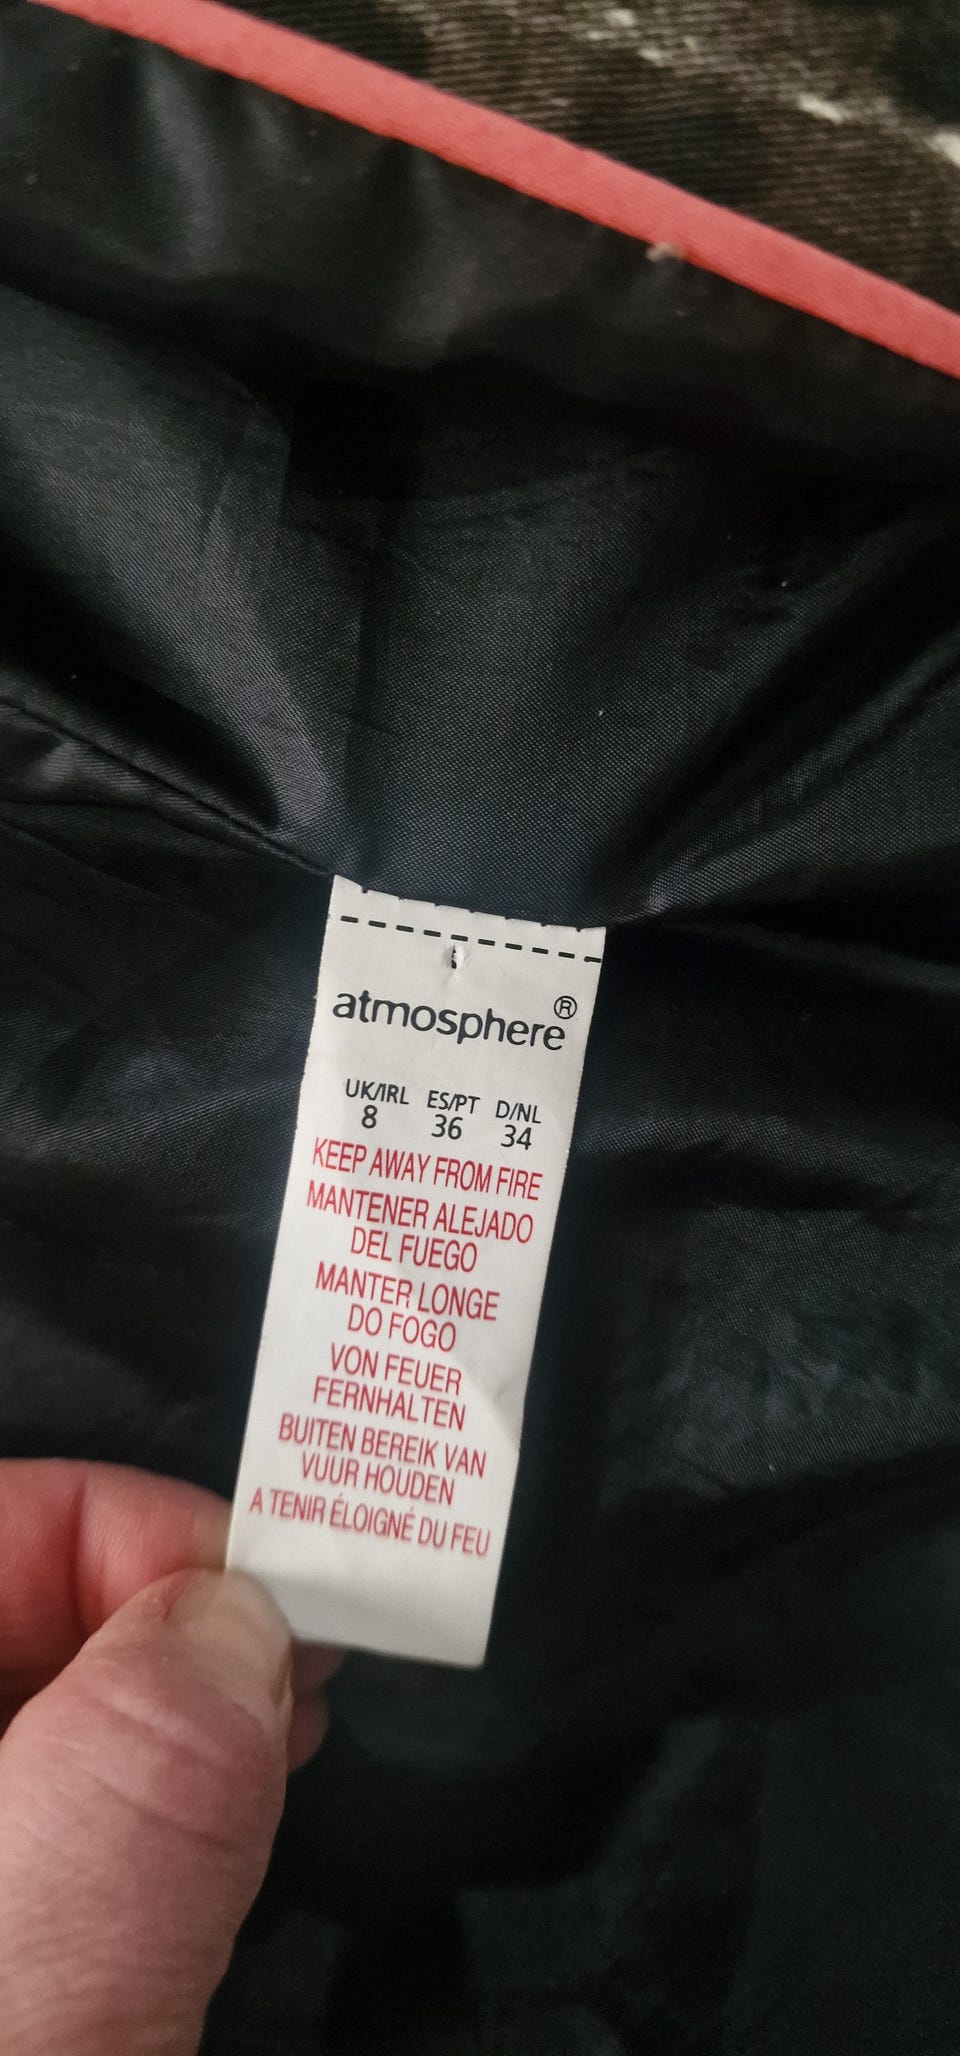 atmosphere®
UK/IRL ES/PT D/NL
8 36 34
KEEP AWAY FROM FIRE
MANTENER ALEJADO
DEL FUEGO
MANTER LONGE
DO FOGO
VON FEUER
FERNHALTEN
BUITEN BEREIK VAN
VUUR HOUDEN
A TENIR ÉLOIGNÉ DU FEU